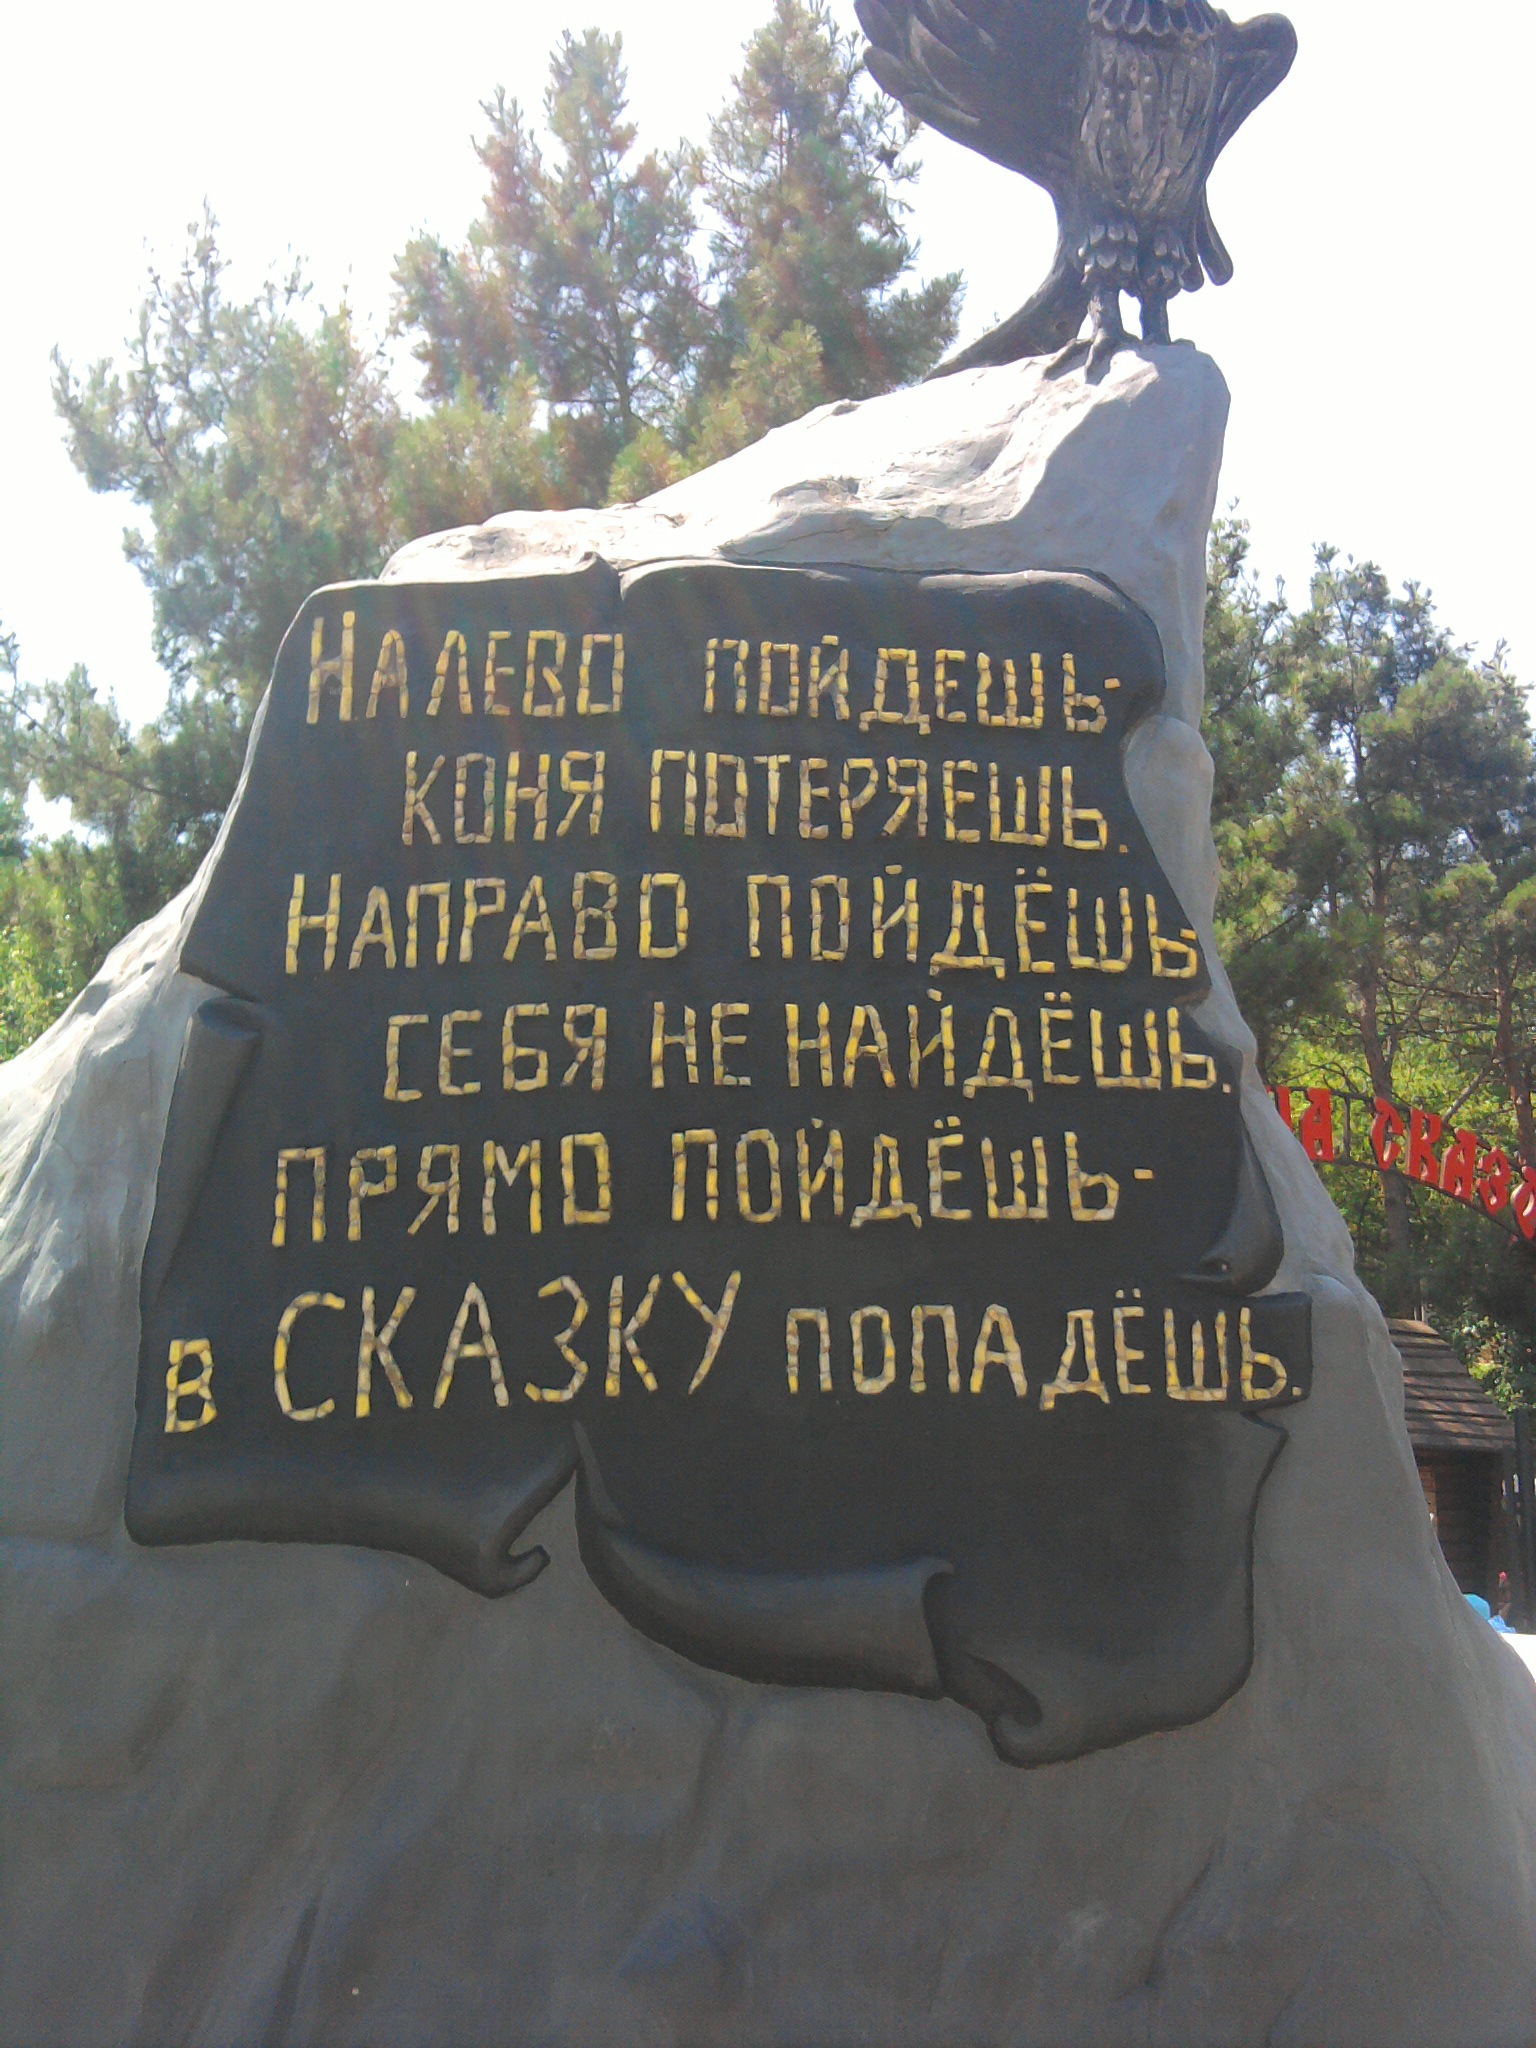 НАЛЕВО ПОЙДЕШЬ-
КОНЯ ПОТЕРЯЕШЬ.
НАПРАВО ПОЙДЁШЬ-
СЕБЯ НЕ НАЙДЁШЬ.
ПРЯМО ПОЙДЁШЬ-
В СКАЗКУ ПОПАДЁШЬ.